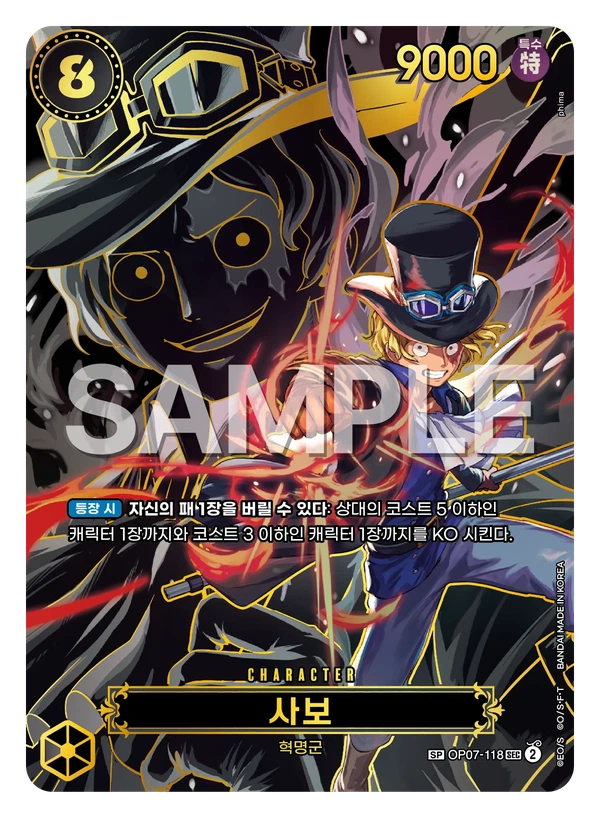 8
9000
특수
特
phima
SAMPLE
등장 시 자신의 패 1장을 버릴 수 있다: 상대의 코스트 5 이하인
캐릭터 1장까지와 코스트 3 이하인 캐릭터 1장까지를 KO 시킨다.
CHARACTER
사보
혁명군
SP OP07-118 SEC 2
©EO/S ©O/S·F·T BANDAI MADE IN KOREA